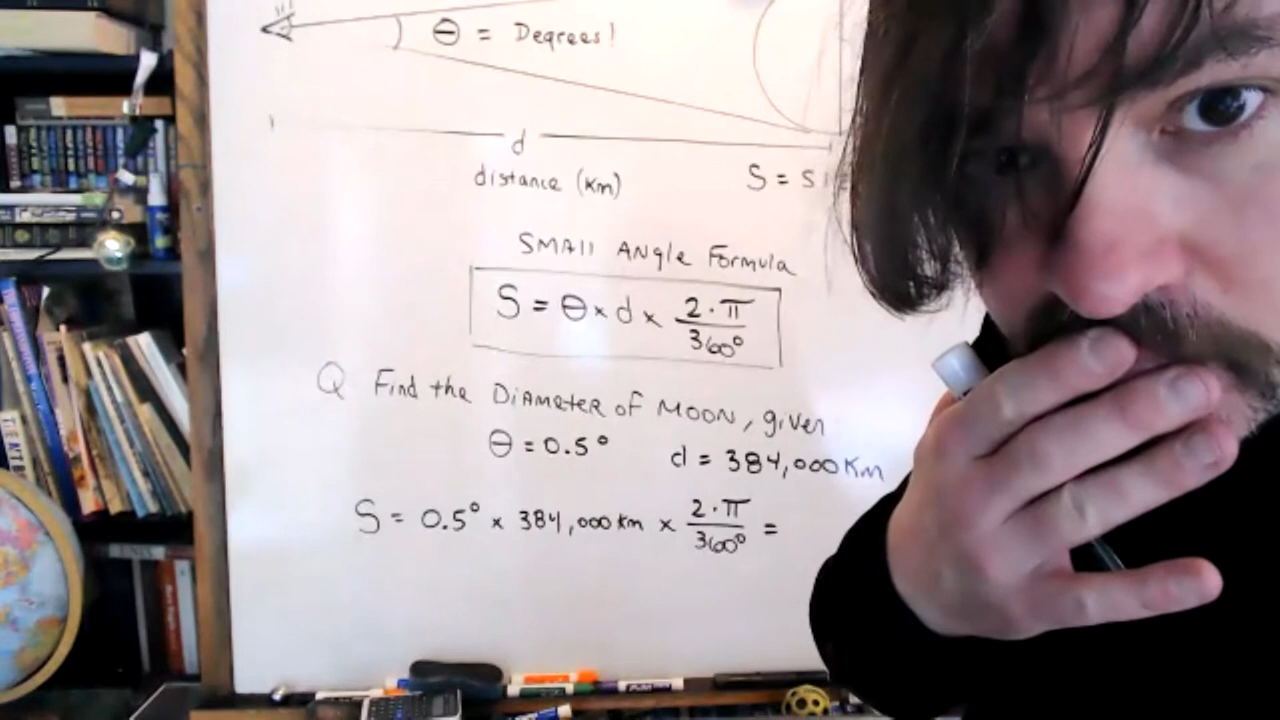 Θ = Degrees!
d
distance (km)
S = S
SMAll ANgle Formula
S = Θ × d × 2 · π / 360°
Q Find the DiAMeTER of MOON, given
Θ = 0.5° d = 384,000 Km
S = 0.5° × 384,000 km × 2 · π / 360° =